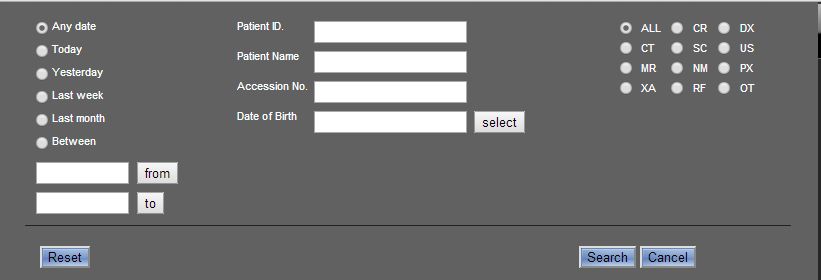 Any date
Today
Yesterday
Last week
Last month
Between
from
to
Patient ID.
Patient Name
Accession No.
Date of Birth select
ALL CR DX
CT SC US
MR NM PX
XA RF OT
Reset Search Cancel